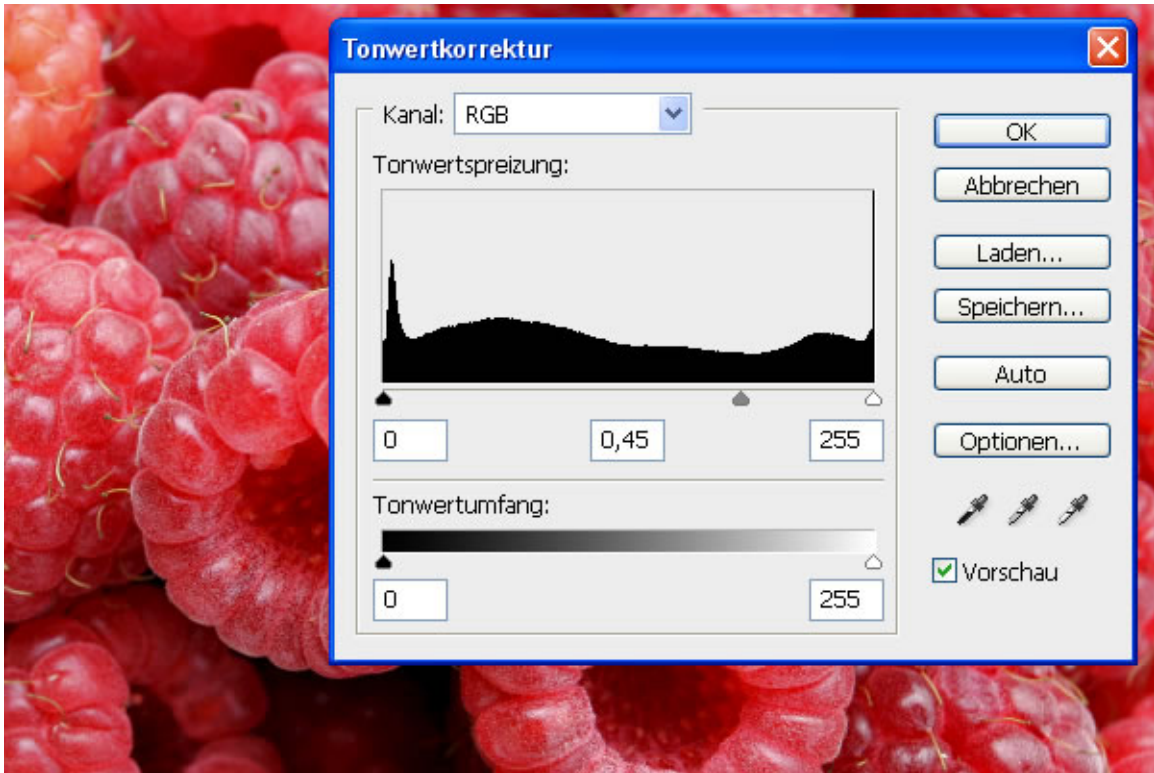 Tonwertkorrektur
Kanal: RGB
Tonwertspreizung:
0 0,45 255
Tonwertumfang:
0 255
OK
Abbrechen
Laden...
Speichern...
Auto
Optionen...
Vorschau